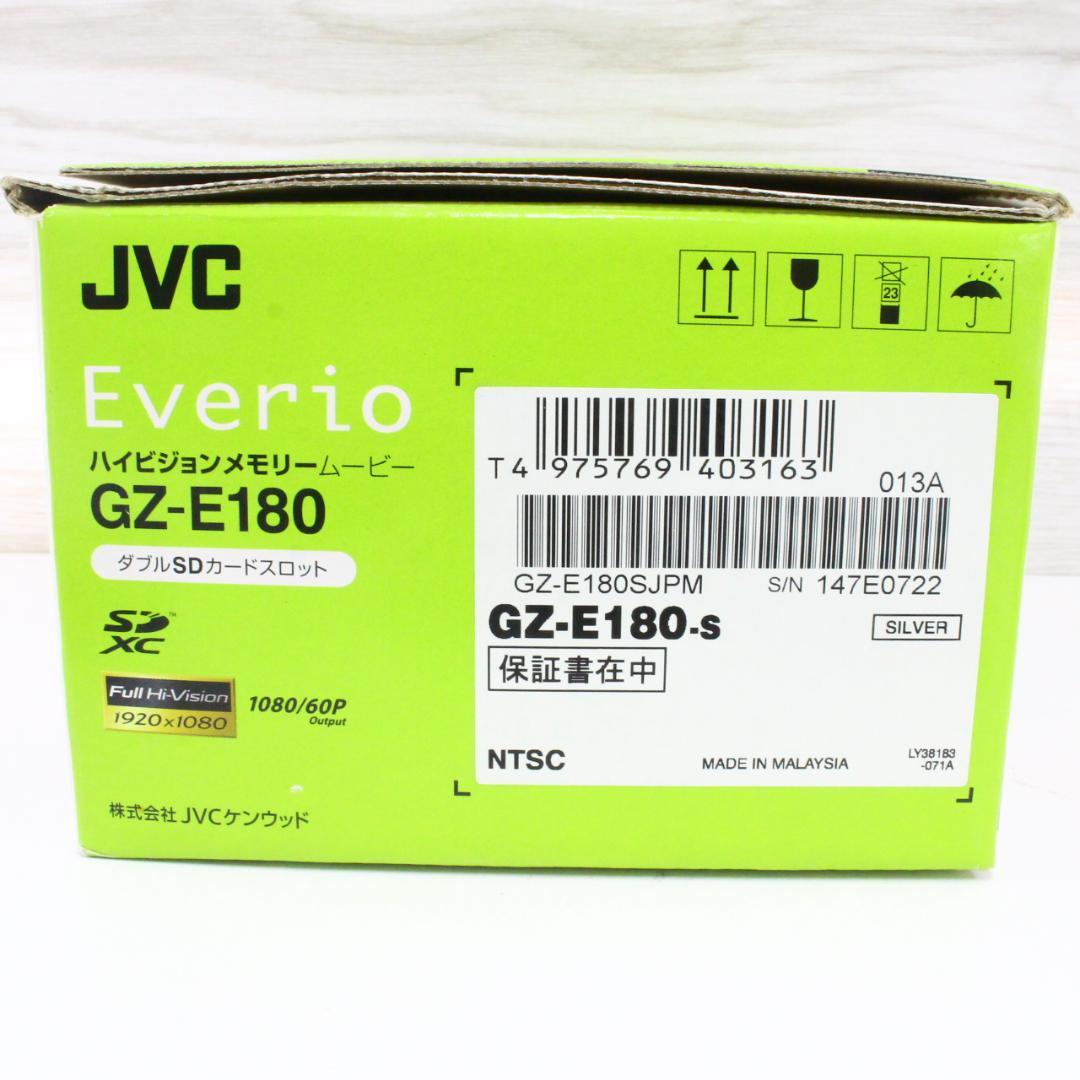 JVC
23
Everio
ハイビジョンメモリームービー
GZ-E180
ダブルSDカードスロット
SD™
XC
Full Hi-Vision
1920x1080
1080/60P
Output
株式会社 JVCケンウッド
T4 975769 403163
013A
GZ-E180SJPM S/N 147E0722
GZ-E180-S
SILVER
保証書在中
NTSC
MADE IN MALAYSIA
LY38183
-071A